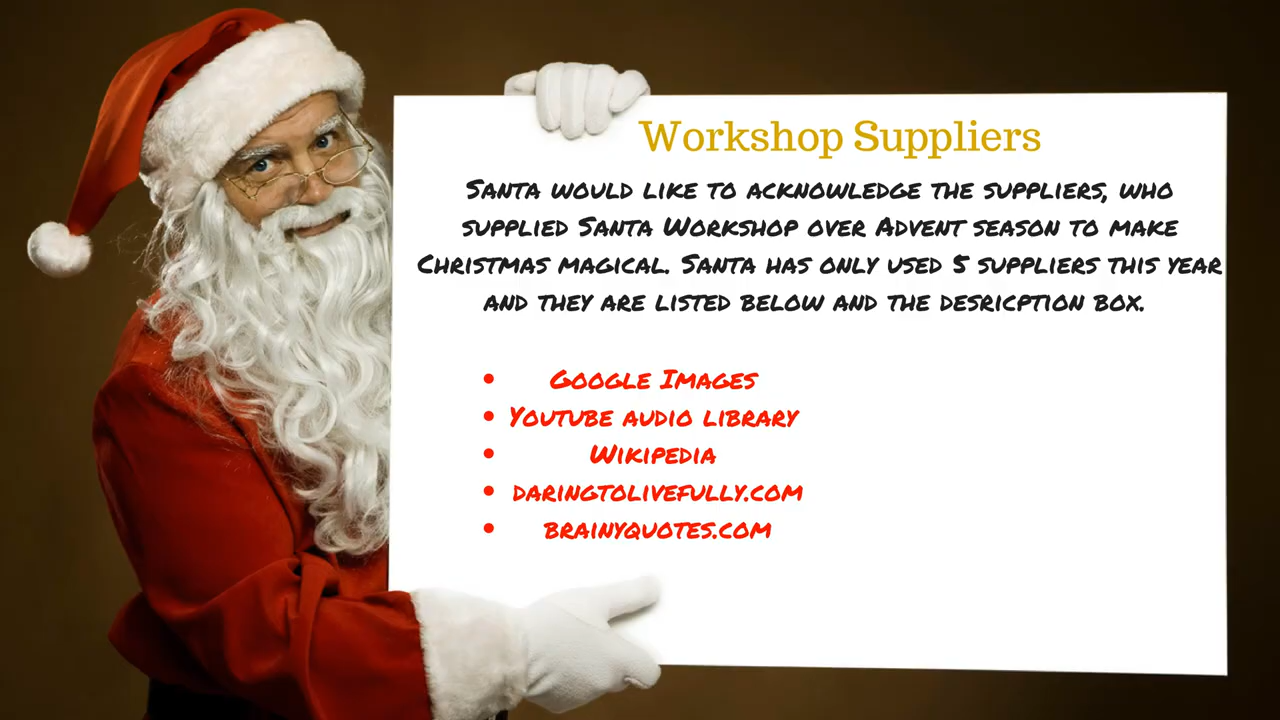 Workshop Suppliers
Santa would like to acknowledge the suppliers, who
supplied Santa Workshop over Advent season to make
Christmas magical. Santa has only used 5 suppliers this year
and they are listed below and the desricption box.
• Google Images
• Youtube audio library
• Wikipedia
• daringtolivefully.com
• brainyquotes.com